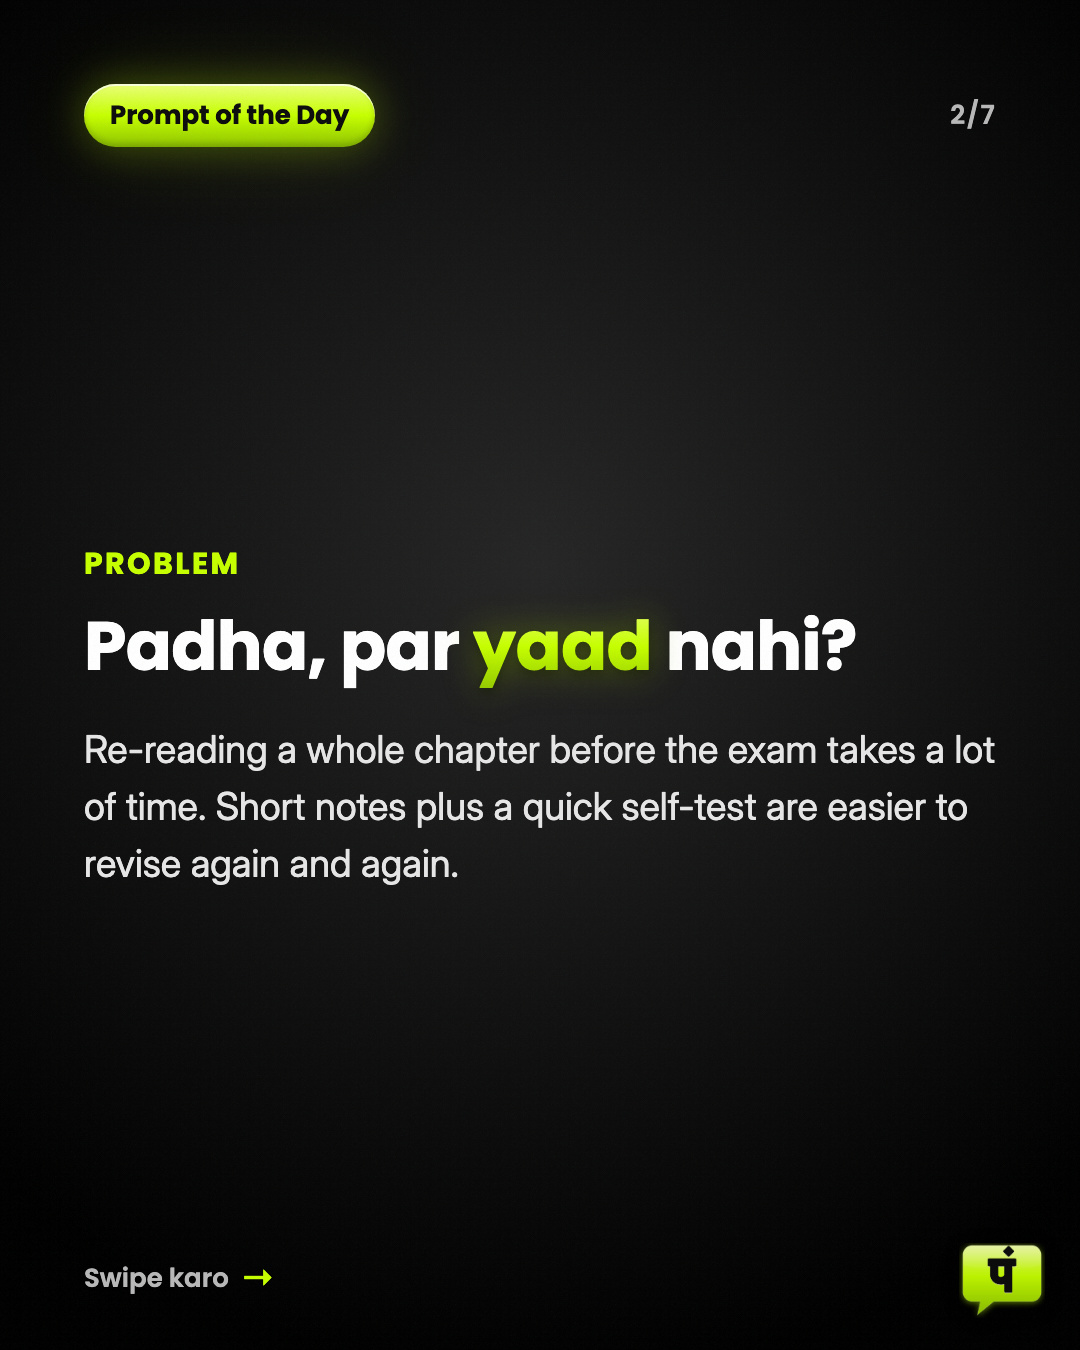 Prompt of the Day
2/7
PROBLEM
Padha, par yaad nahi?
Re-reading a whole chapter before the exam takes a lot
of time. Short notes plus a quick self-test are easier to
revise again and again.
Swipe karo →
पं